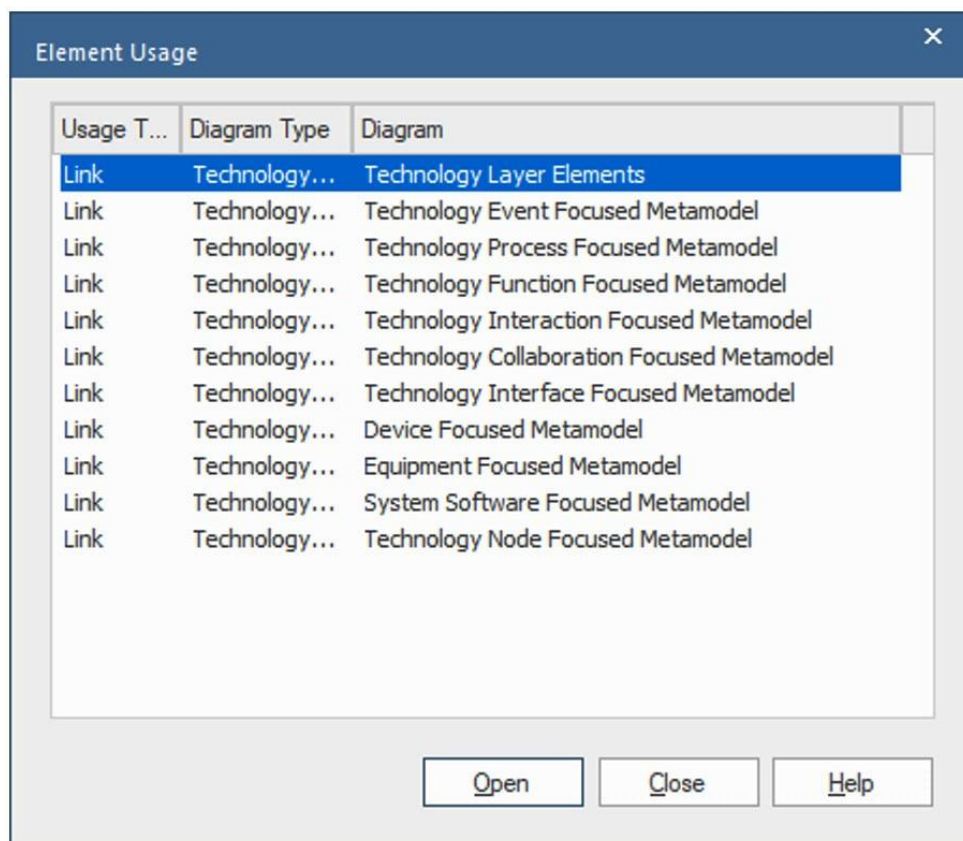 Element Usage
Usage T... Diagram Type Diagram
Link Technology... Technology Layer Elements
Link Technology... Technology Event Focused Metamodel
Link Technology... Technology Process Focused Metamodel
Link Technology... Technology Function Focused Metamodel
Link Technology... Technology Interaction Focused Metamodel
Link Technology... Technology Collaboration Focused Metamodel
Link Technology... Technology Interface Focused Metamodel
Link Technology... Device Focused Metamodel
Link Technology... Equipment Focused Metamodel
Link Technology... System Software Focused Metamodel
Link Technology... Technology Node Focused Metamodel
Open Close Help